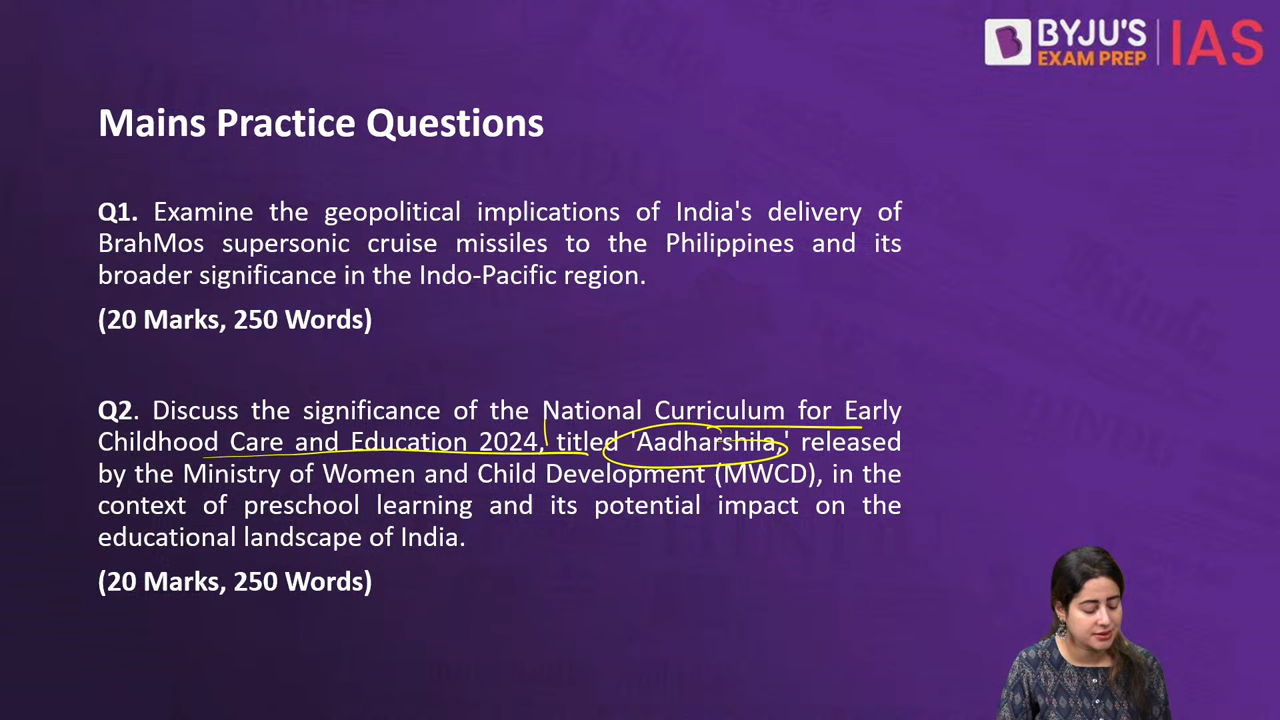 BYJU'S
EXAM PREP
IAS
Mains Practice Questions
Q1. Examine the geopolitical implications of India's delivery of
BrahMos supersonic cruise missiles to the Philippines and its
broader significance in the Indo-Pacific region.
(20 Marks, 250 Words)
Q2. Discuss the significance of the National Curriculum for Early
Childhood Care and Education 2024, titled 'Aadharshila,' released
by the Ministry of Women and Child Development (MWCD), in the
context of preschool learning and its potential impact on the
educational landscape of India.
(20 Marks, 250 Words)